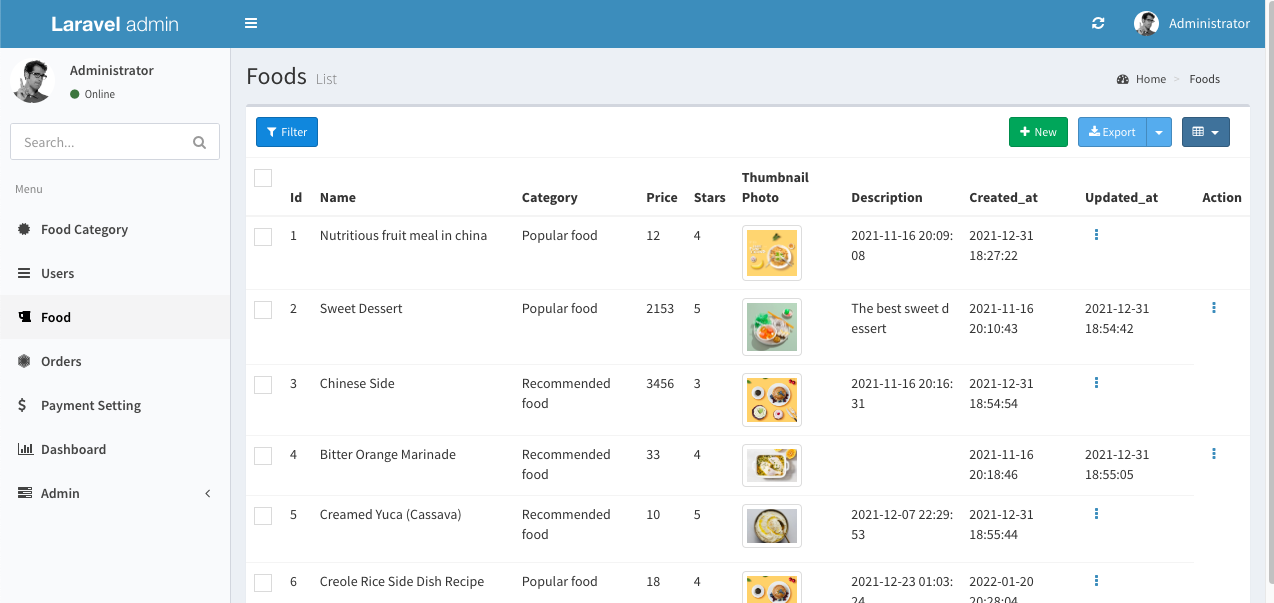 Laravel admin
Administrator
Administrator
Online
Search...
Menu
Food Category
Users
Food
Orders
Payment Setting
Dashboard
Admin
Foods List
Home > Foods
Filter
New
Export
Id Name Category Price Stars Thumbnail Photo Description Created_at Updated_at Action
1 Nutritious fruit meal in china Popular food 12 4 2021-11-16 20:09: 2021-12-31
08 18:27:22
2 Sweet Dessert Popular food 2153 5 The best sweet d 2021-11-16 2021-12-31
essert 20:10:43 18:54:42
3 Chinese Side Recommended 3456 3 2021-11-16 20:16: 2021-12-31
food 31 18:54:54
4 Bitter Orange Marinade Recommended 33 4 2021-11-16 2021-12-31
food 20:18:46 18:55:05
5 Creamed Yuca (Cassava) Recommended 10 5 2021-12-07 22:29: 2021-12-31
food 53 18:55:44
6 Creole Rice Side Dish Recipe Popular food 18 4 2021-12-23 01:03: 2022-01-20
24 20:28:04